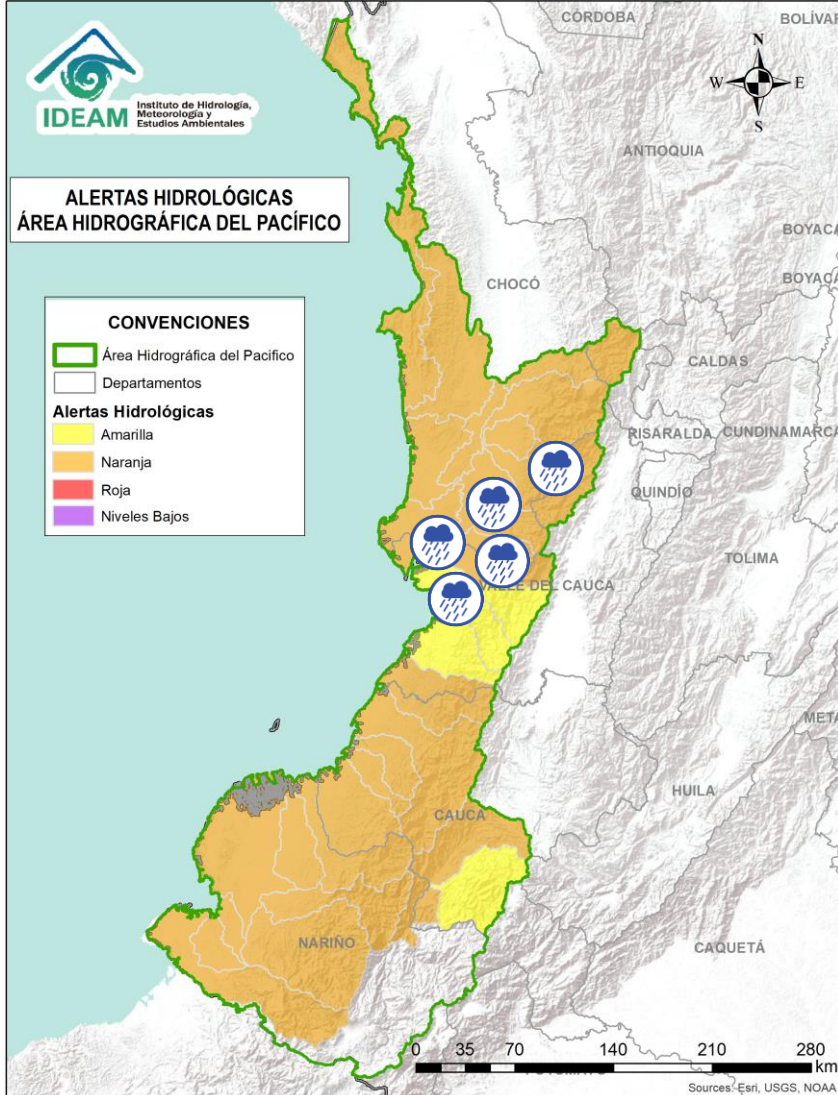 IDEAM
Instituto de Hidrología,
Meteorología y
Estudios Ambientales
ALERTAS HIDROLÓGICAS
ÁREA HIDROGRÁFICA DEL PACÍFICO
CONVENCIONES
Área Hidrográfica del Pacifico
Departamentos
Alertas Hidrológicas
Amarilla
Naranja
Roja
Niveles Bajos
N
W E
S
CÓRDOBA
BOLÍVAR
ANTIOQUIA
BOYACÁ
BOYACÁ
CHOCÓ
CALDAS
RISARALDA
CUNDINAMARCA
QUINDÍO
TOLIMA
VALLE DEL CAUCA
META
HUILA
CAUCA
NARIÑO
CAQUETÁ
0 35 70 140 210 280
km
Sources: Esri, USGS, NOAA